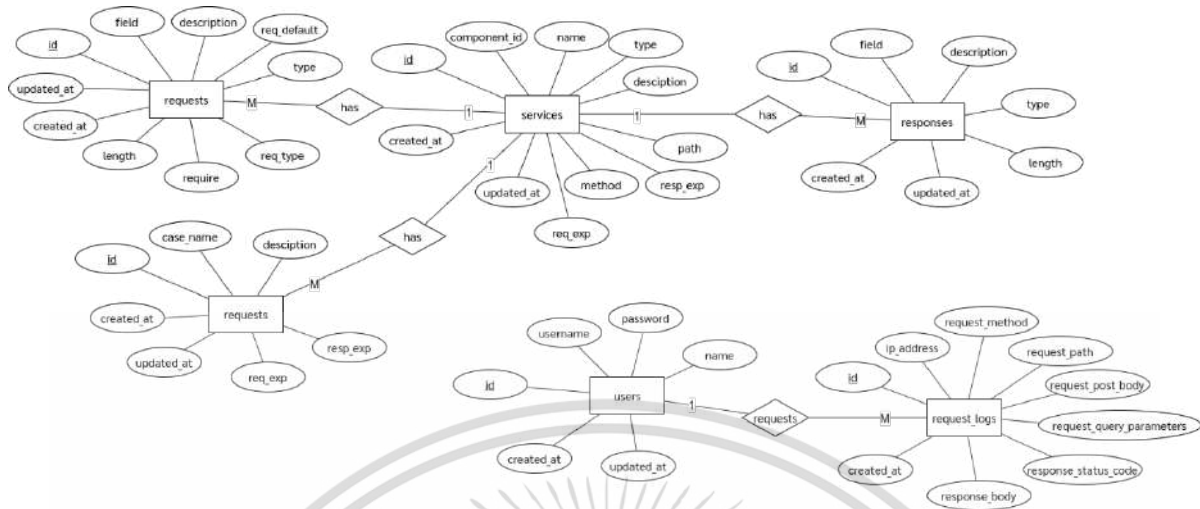 field
description
req_default
id
type
updated_at
requests
M
has
created_at
length
req_type
require
component_id
name
type
id
desciption
1
services
1
created_at
path
updated_at
method
resp_exp
req_exp
1
has
M
field
description
id
type
has
M
responses
length
created_at
updated_at
case_name
desciption
id
created_at
requests
updated_at
resp_exp
req_exp
password
username
name
id
users
1
requests
M
created_at
updated_at
request_method
ip_address
request_path
id
request_post_body
request_logs
request_query_parameters
created_at
response_status_code
response_body